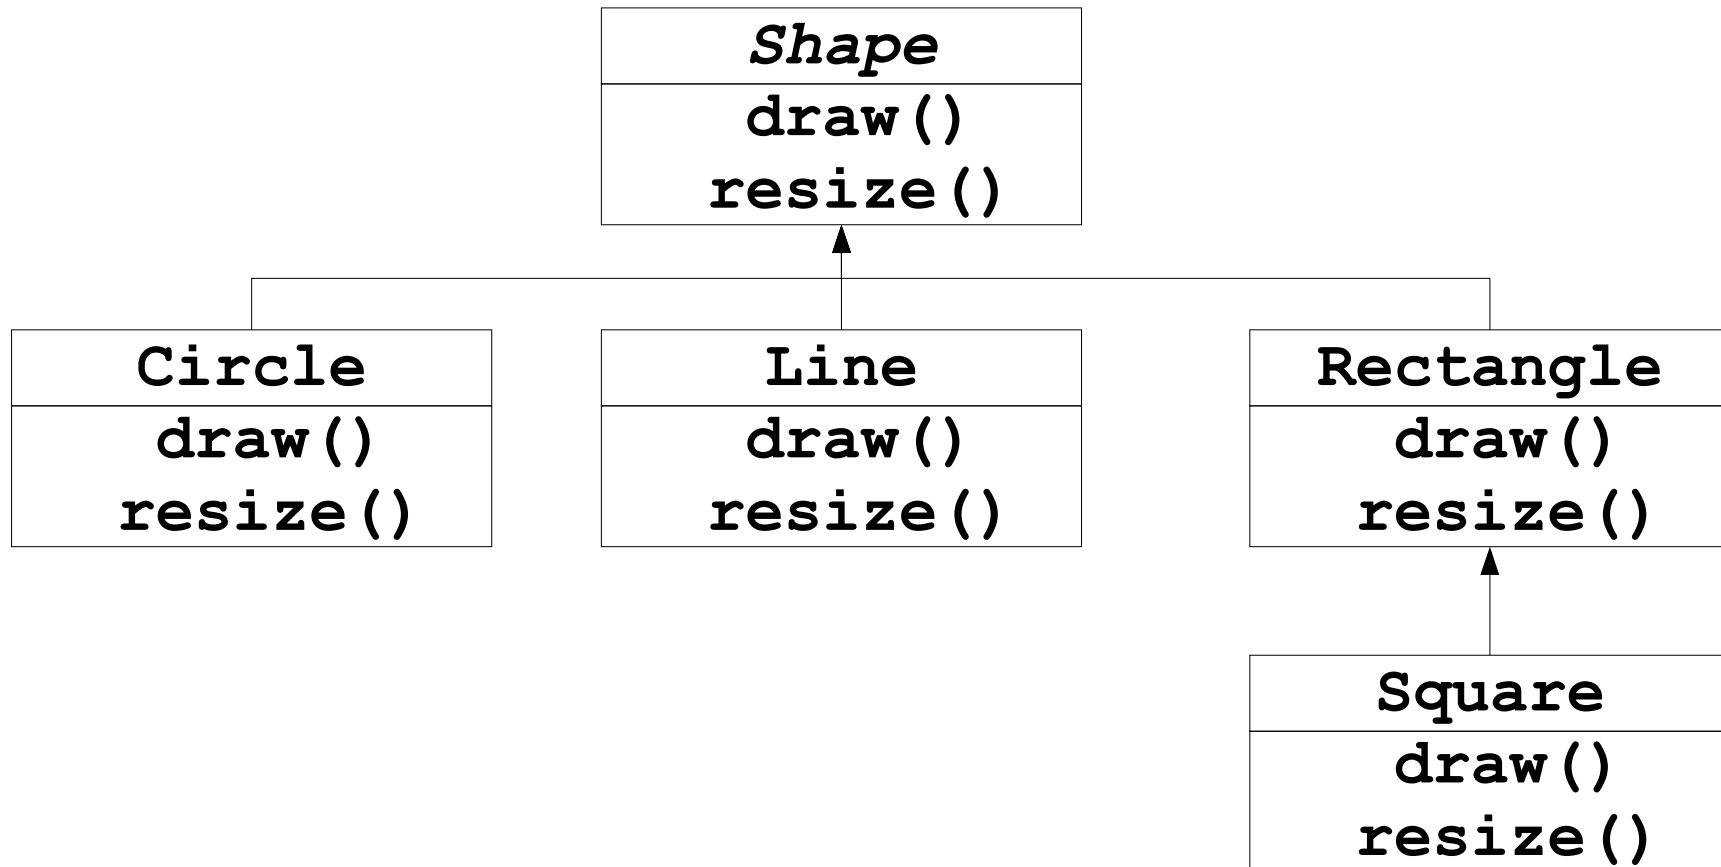 Shape
draw()
resize()
Circle
draw()
resize()
Line
draw()
resize()
Rectangle
draw()
resize()
Square
draw()
resize()